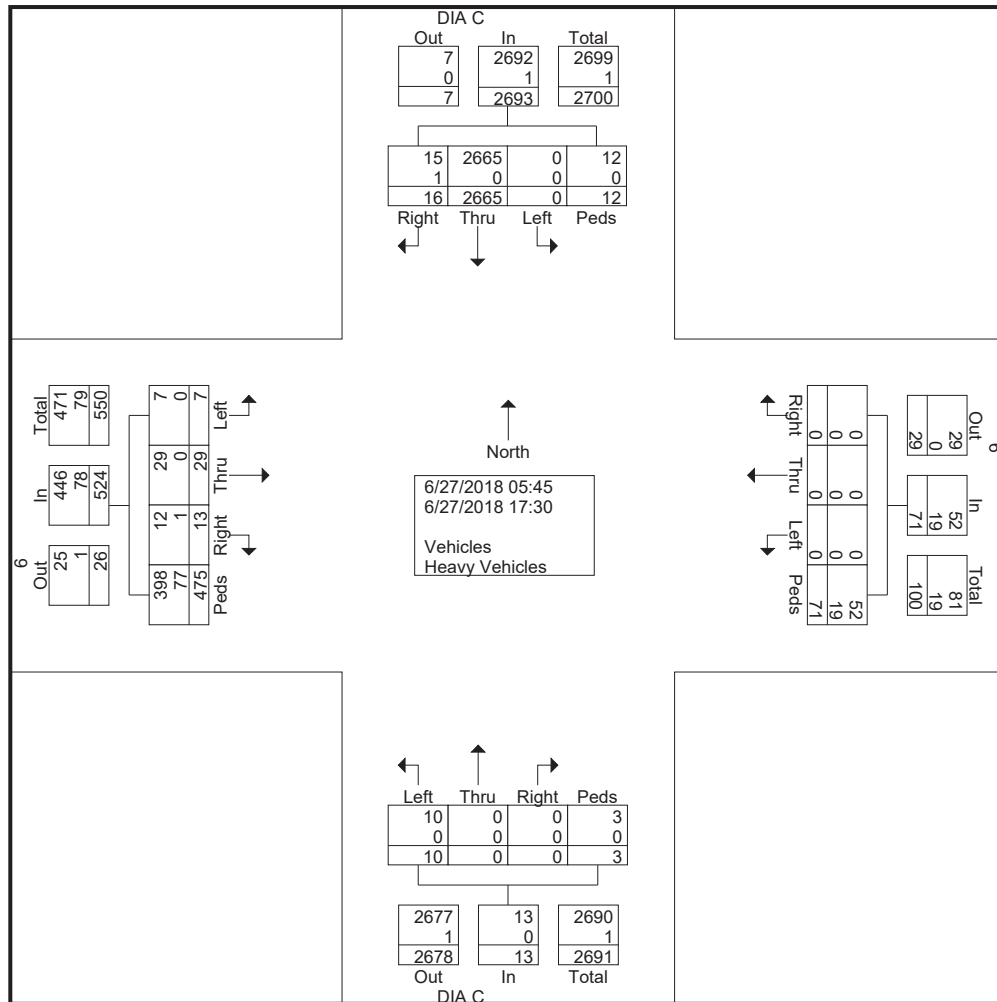 DIA C
Out In Total
7 2692 2699
0 1 1
7 2693 2700
15 2665 0 12
1 0 0 0
16 2665 0 12
Right Thru Left Peds
Total 471 79 550
In 446 78 524
Out 25 1 26
6
Left 7 0 7
Thru 29 0 29
Right 12 1 13
Peds 398 77 475
North
6/27/2018 05:45
6/27/2018 17:30
Vehicles
Heavy Vehicles
Right 0 0 0
Thru 0 0 0
Left 0 0 0
Peds 52 19 71
6
Out 29 0 29
In 52 19 71
Total 81 19 100
Left Thru Right Peds
10 0 0 3
0 0 0 0
10 0 0 3
2677 13 2690
1 0 1
2678 13 2691
Out In Total
DIA C